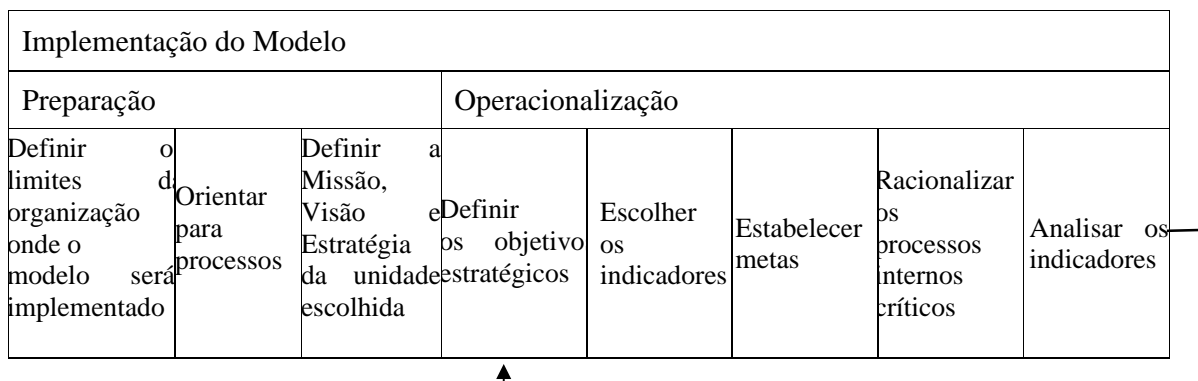 Implementação do Modelo
Preparação
Operacionalização
Definir o
limites d
organização
onde o
modelo será
implementado
Orientar
para
processos
Definir a
Missão,
Visão e
Estratégia
da unidade
escolhida
Definir
os objetivo
estratégicos
Escolher
os
indicadores
Estabelecer
metas
Racionalizar
os
processos
internos
críticos
Analisar os
indicadores